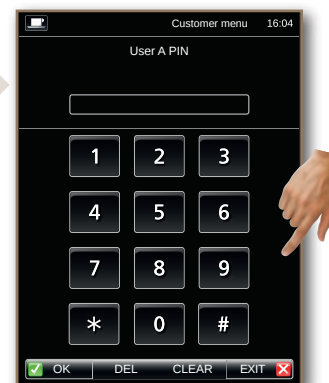 Customer menu 16:04
User A PIN
1 2 3
4 5 6
7 8 9
* 0 #
OK DEL CLEAR EXIT